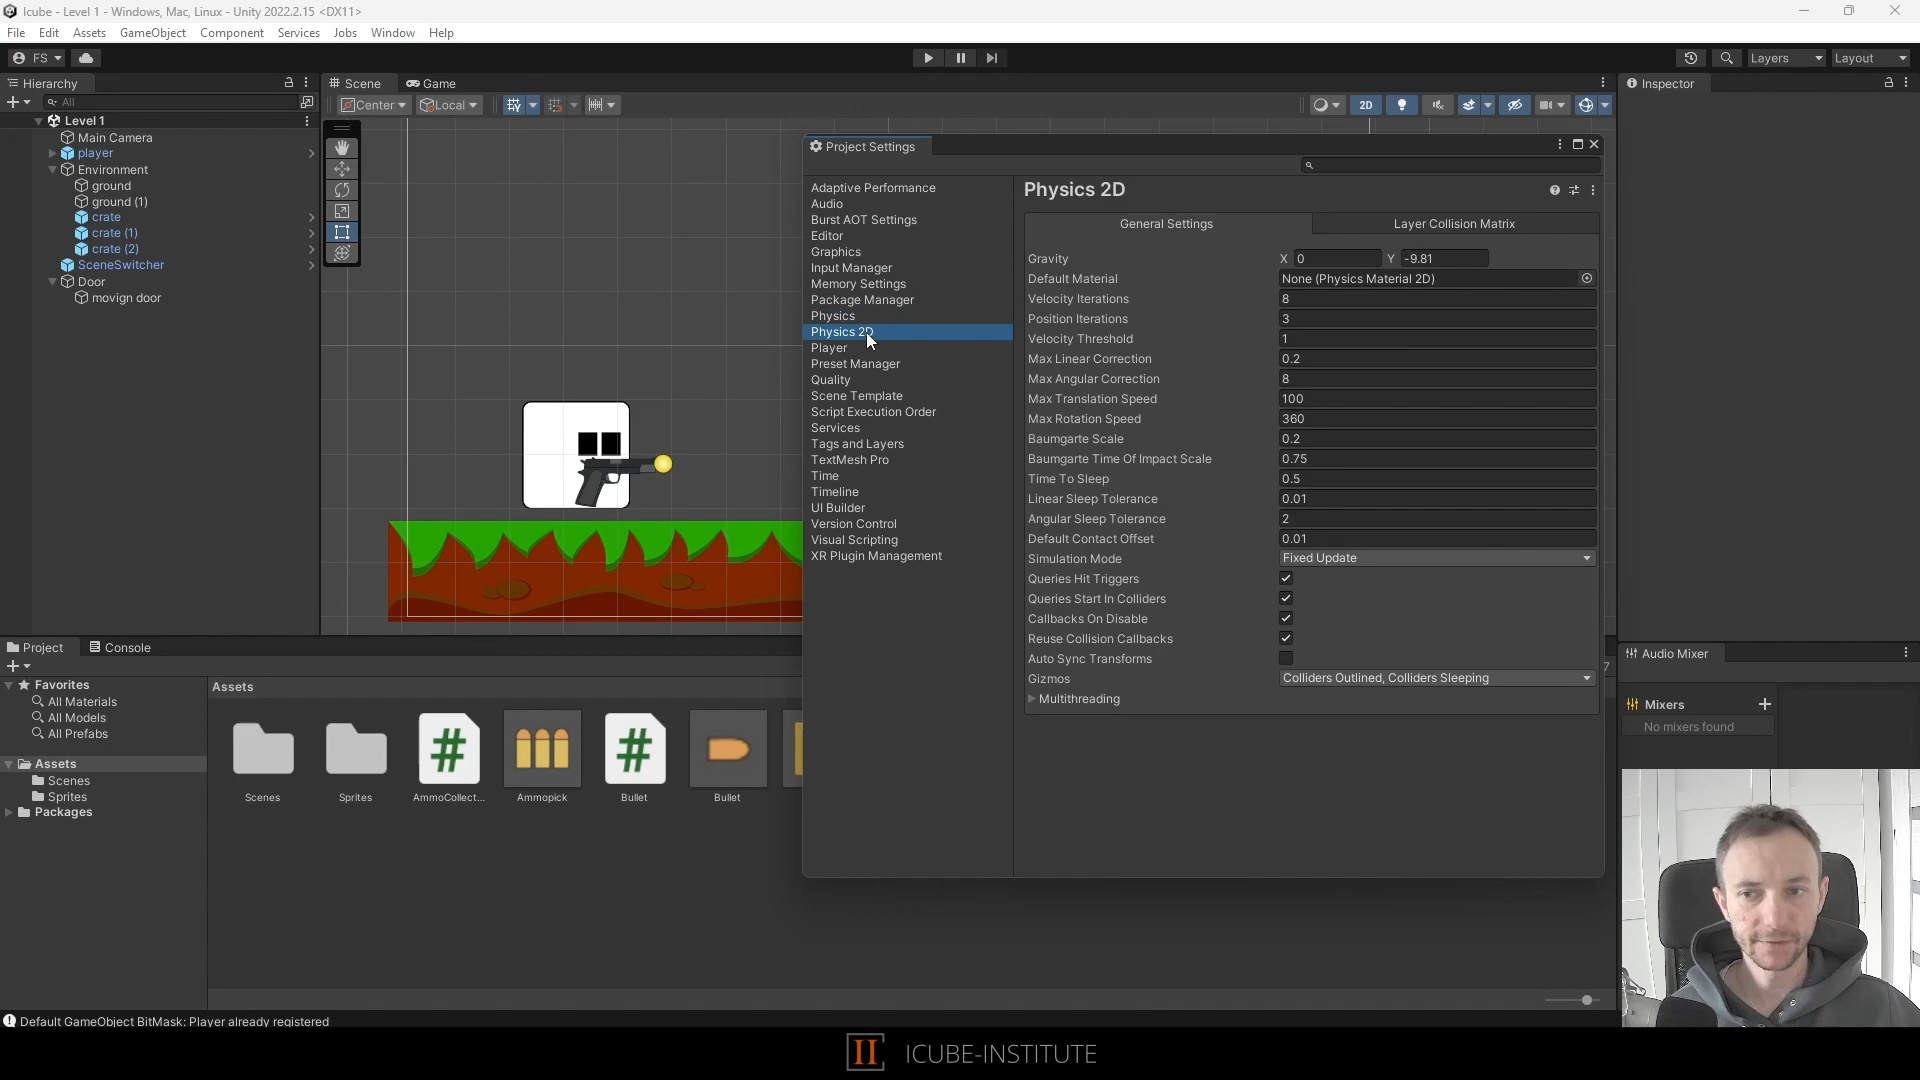 Icube - Level 1 - Windows, Mac, Linux - Unity 2022.2.15 <DX11>
File Edit Assets GameObject Component Services Jobs Window Help
FS Layers Layout
Hierarchy Scene Game Inspector
All Center Local 2D
Level 1
Main Camera
player
Environment
ground
ground (1)
crate
crate (1)
crate (2)
SceneSwitcher
Door
movign door
Project Settings
Adaptive Performance
Audio
Burst AOT Settings
Editor
Graphics
Input Manager
Memory Settings
Package Manager
Physics
Physics 2D
Player
Preset Manager
Quality
Scene Template
Script Execution Order
Services
Tags and Layers
TextMesh Pro
Time
Timeline
UI Builder
Version Control
Visual Scripting
XR Plugin Management
Physics 2D
General Settings Layer Collision Matrix
Gravity X 0 Y -9.81
Default Material None (Physics Material 2D)
Velocity Iterations 8
Position Iterations 3
Velocity Threshold 1
Max Linear Correction 0.2
Max Angular Correction 8
Max Translation Speed 100
Max Rotation Speed 360
Baumgarte Scale 0.2
Baumgarte Time Of Impact Scale 0.75
Time To Sleep 0.5
Linear Sleep Tolerance 0.01
Angular Sleep Tolerance 2
Default Contact Offset 0.01
Simulation Mode Fixed Update
Queries Hit Triggers
Queries Start In Colliders
Callbacks On Disable
Reuse Collision Callbacks
Auto Sync Transforms
Gizmos Colliders Outlined, Colliders Sleeping
Multithreading
Project Console
Favorites
All Materials
All Models
All Prefabs
Assets
Scenes
Sprites
Packages
Assets
Scenes Sprites AmmoCollect... Ammopick Bullet Bullet
7
Audio Mixer
Mixers
No mixers found
Default GameObject BitMask: Player already registered
ICUBE-INSTITUTE